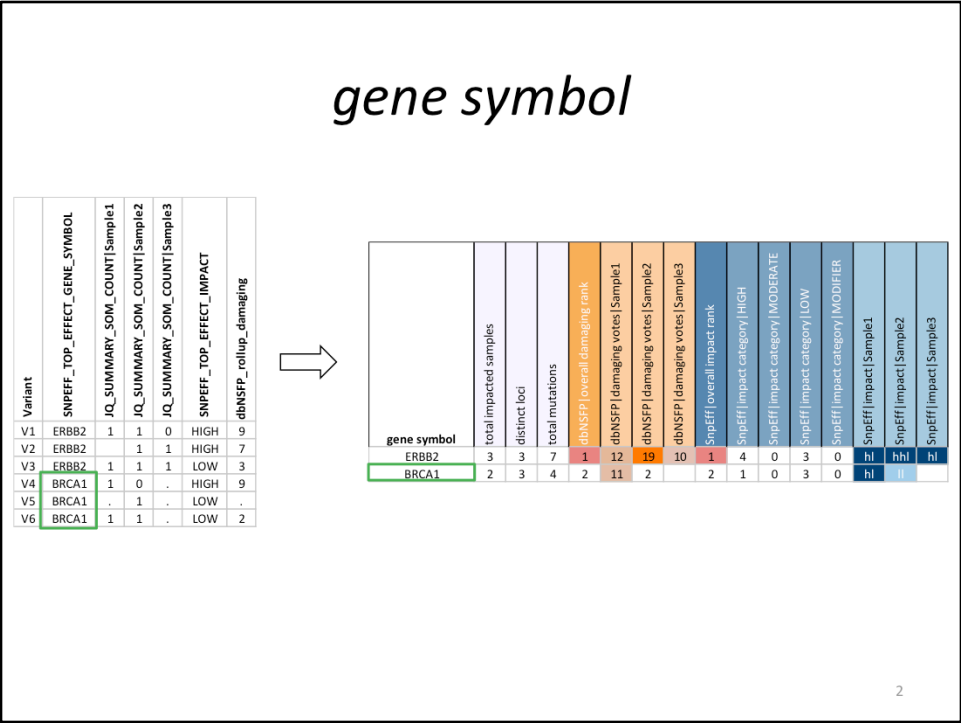 gene symbol
Variant SNPEFF_TOP_EFFECT_GENE_SYMBOL JQ_SUMMARY_SOM_COUNT|Sample1 JQ_SUMMARY_SOM_COUNT|Sample2 JQ_SUMMARY_SOM_COUNT|Sample3 SNPEFF_TOP_EFFECT_IMPACT dbNSFP_rollup_damaging
V1 ERBB2 1 1 0 HIGH 9
V2 ERBB2 1 1 HIGH 7
V3 ERBB2 1 1 1 LOW 3
V4 BRCA1 1 0 . HIGH 9
V5 BRCA1 . 1 . LOW .
V6 BRCA1 1 1 . LOW 2
gene symbol total impacted samples distinct loci total mutations dbNSFP|overall damaging rank dbNSFP|damaging votes|Sample1 dbNSFP|damaging votes|Sample2 dbNSFP|damaging votes|Sample3 SnpEff|overall impact rank SnpEff|impact category|HIGH SnpEff|impact category|MODERATE SnpEff|impact category|LOW SnpEff|impact category|MODIFIER SnpEff|impact|Sample1 SnpEff|impact|Sample2 SnpEff|impact|Sample3
ERBB2 3 3 7 1 12 19 10 1 4 0 3 0 hl hhl hl
BRCA1 2 3 4 2 11 2 2 1 0 3 0 hl ll
2